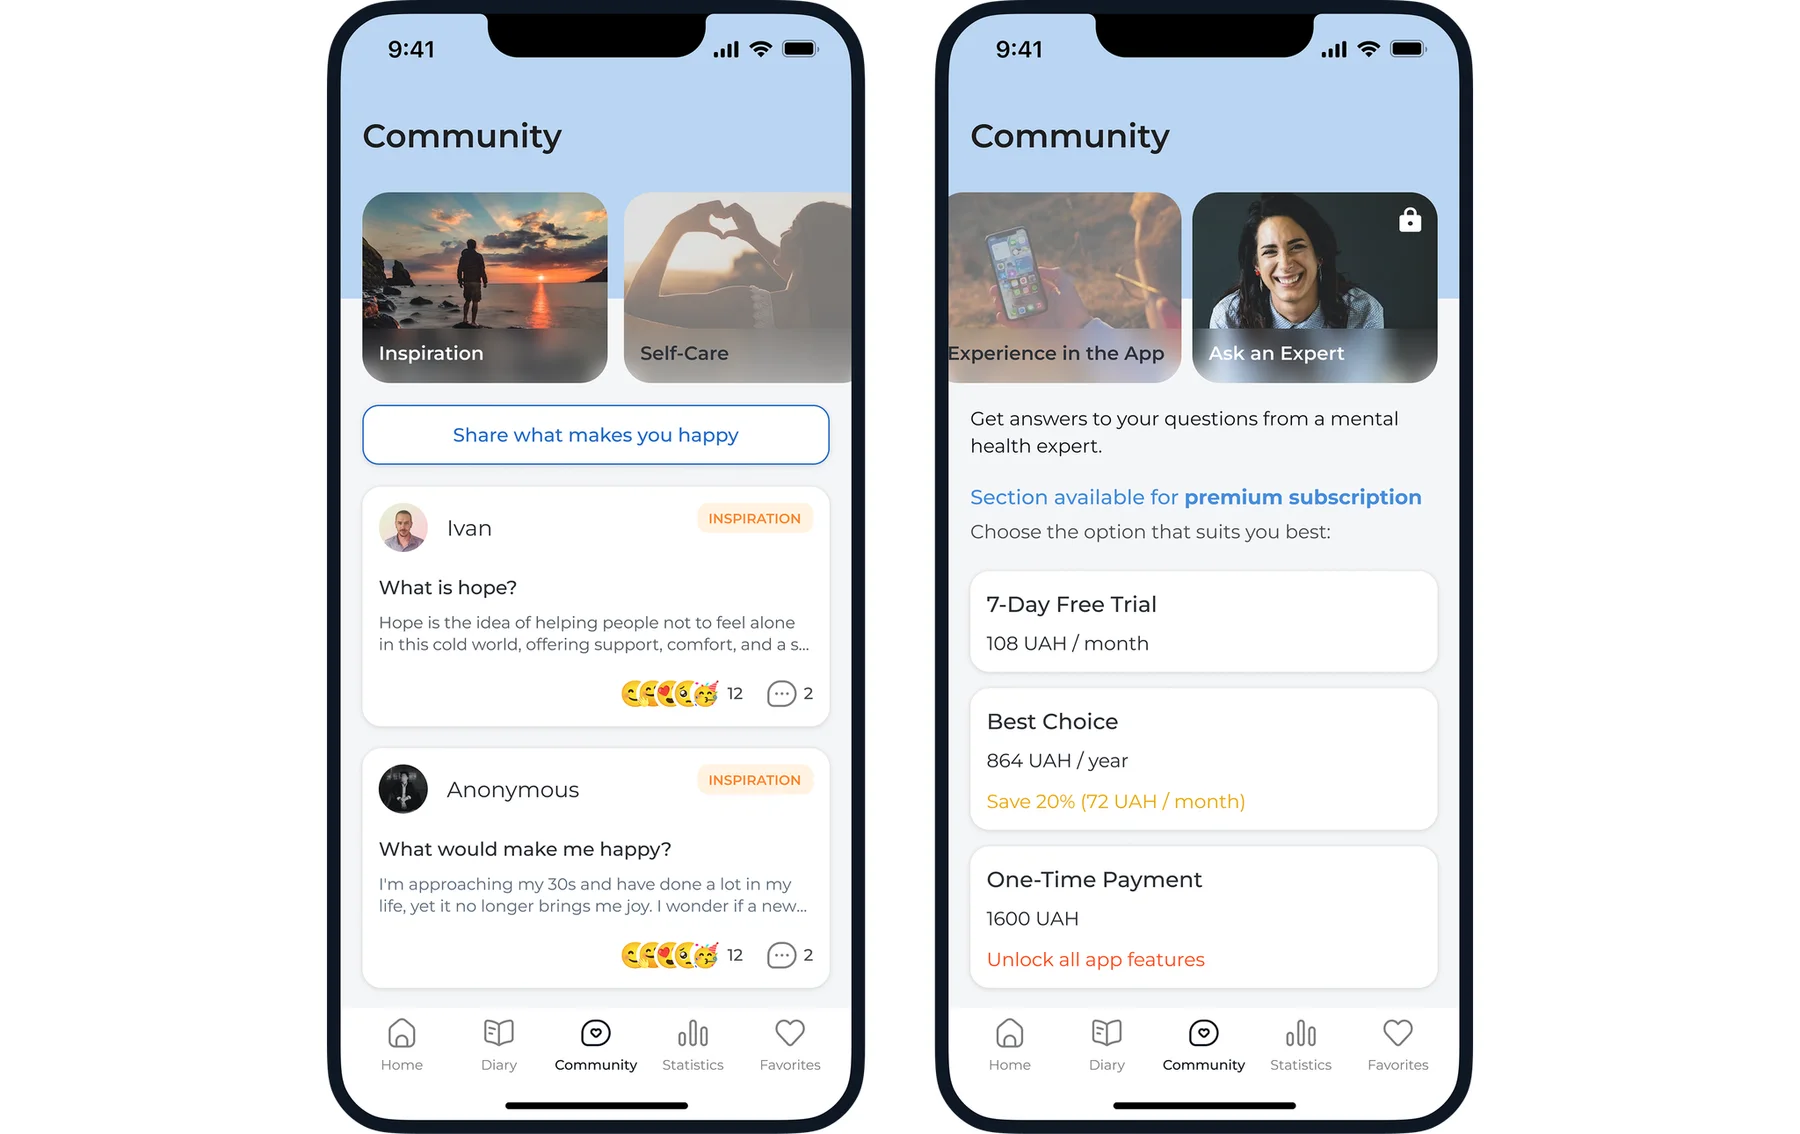 9:41
Community
Inspiration
Self-Care
Share what makes you happy
Ivan
INSPIRATION
What is hope?
Hope is the idea of helping people not to feel alone
in this cold world, offering support, comfort, and a s...
12
2
Anonymous
INSPIRATION
What would make me happy?
I'm approaching my 30s and have done a lot in my
life, yet it no longer brings me joy. I wonder if a new...
12
2
Home
Diary
Community
Statistics
Favorites
9:41
Community
Experience in the App
Ask an Expert
Get answers to your questions from a mental
health expert.
Section available for premium subscription
Choose the option that suits you best:
7-Day Free Trial
108 UAH / month
Best Choice
864 UAH / year
Save 20% (72 UAH / month)
One-Time Payment
1600 UAH
Unlock all app features
Home
Diary
Community
Statistics
Favorites